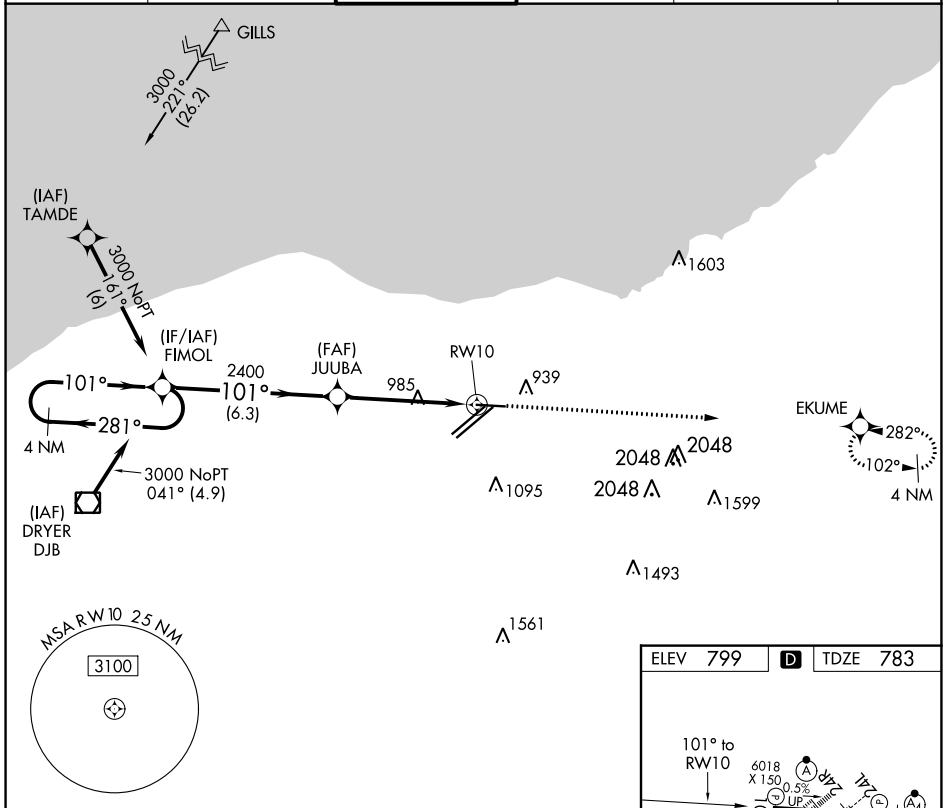 GILLS
3000
221°
(26.2)
(IAF)
TAMDE
3000 NoPT
161°
(6)
1603
(IF/IAF)
FIMOL
(FAF)
JUUBA
RW10
2400
101°
101°
(6.3)
985
939
EKUME
281°
4 NM
282°
102°
4 NM
2048
2048
2048
3000 NoPT
041° (4.9)
1095
1599
(IAF)
DRYER
DJB
1493
1561
MSA RW10 25 NM
3100
ELEV 799
D
TDZE 783
101° to
RW10
6018
X 150
0.5%
UP
P
A
24R
24L